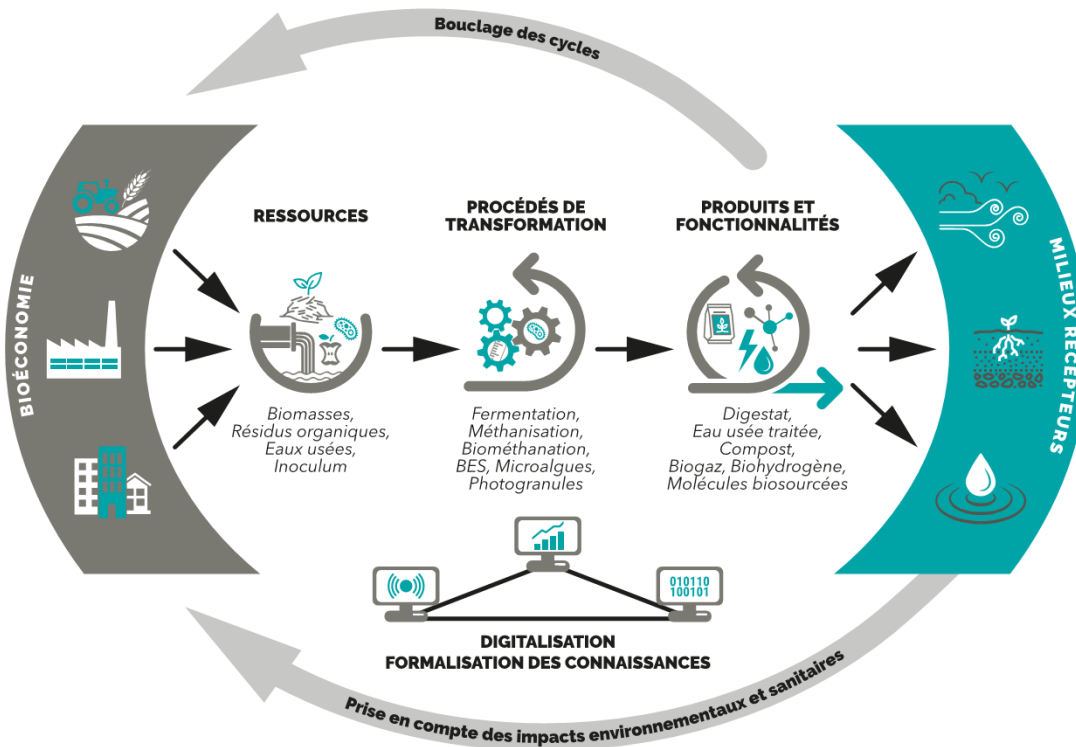 Bouclage des cycles
BIOÉCONOMIE
RESSOURCES
Biomasses,
Résidus organiques,
Eaux usées,
Inoculum
PROCÉDÉS DE
TRANSFORMATION
Fermentation,
Méthanisation,
Biométhanation,
BES, Microalgues,
Photogranules
PRODUITS ET
FONCTIONNALITÉS
Digestat,
Eau usée traitée,
Compost,
Biogaz, Biohydrogène,
Molécules biosourcées
MILIEUX RÉCEPTEURS
010110
100101
DIGITALISATION
FORMALISATION DES CONNAISSANCES
Prise en compte des impacts environnementaux et sanitaires